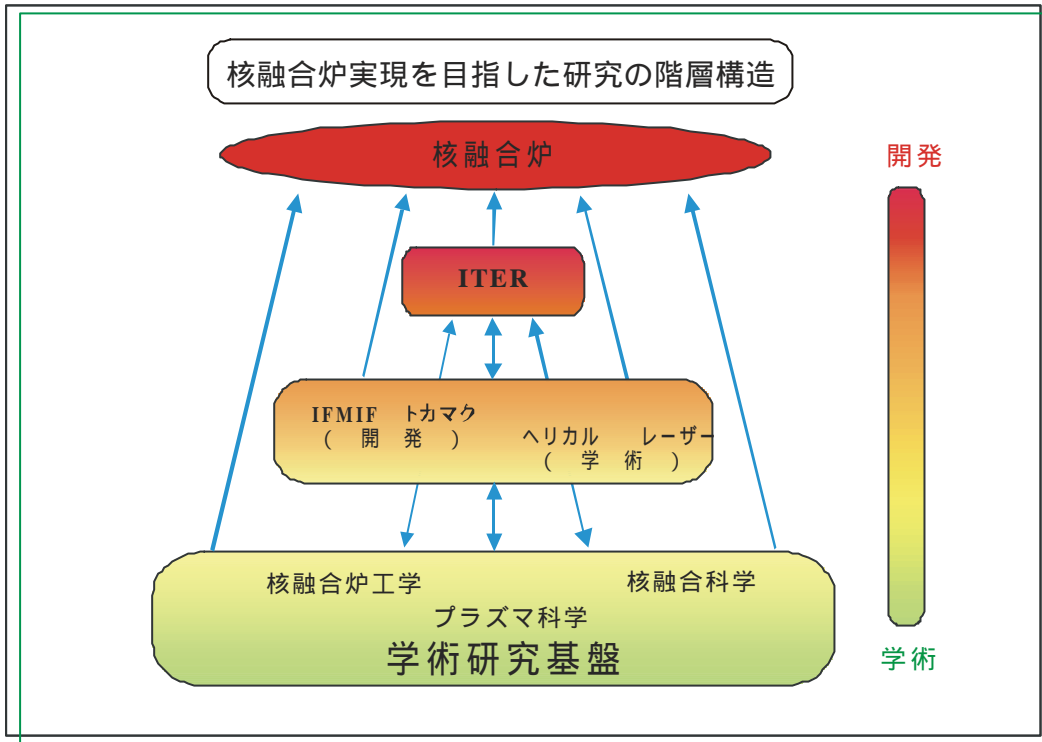 核融合炉実現を目指した研究の階層構造
核融合炉
開発
ITER
IFMIF トカマク
( 開 発 )
ヘリカル レーザー
( 学 術 )
核融合炉工学
核融合科学
プラズマ科学
学術研究基盤
学術